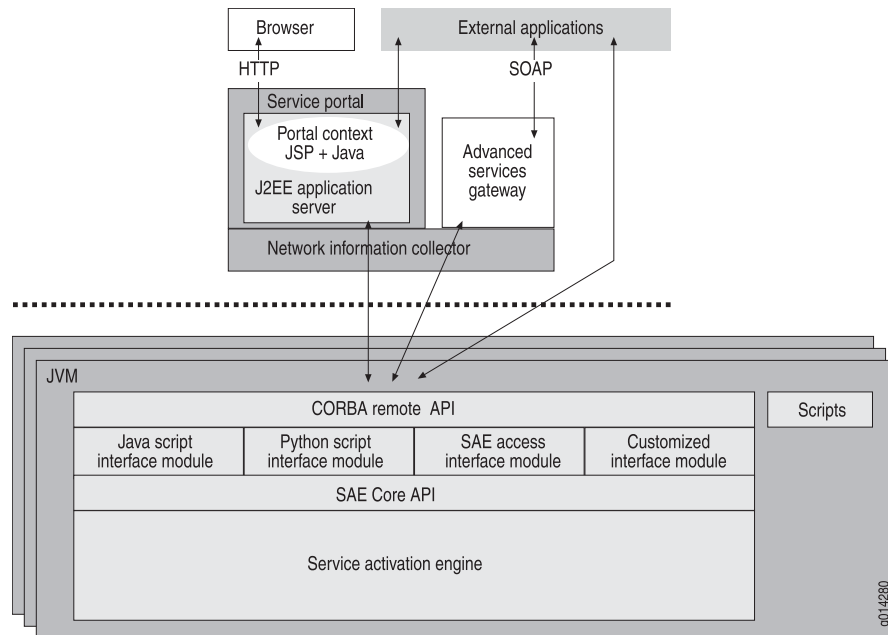 Browser
External applications
HTTP
SOAP
Service portal
Portal context
JSP + Java
J2EE application
server
Advanced
services
gateway
Network information collector
JVM
CORBA remote API
Scripts
Java script
interface module
Python script
interface module
SAE access
interface module
Customized
interface module
SAE Core API
Service activation engine
g014280